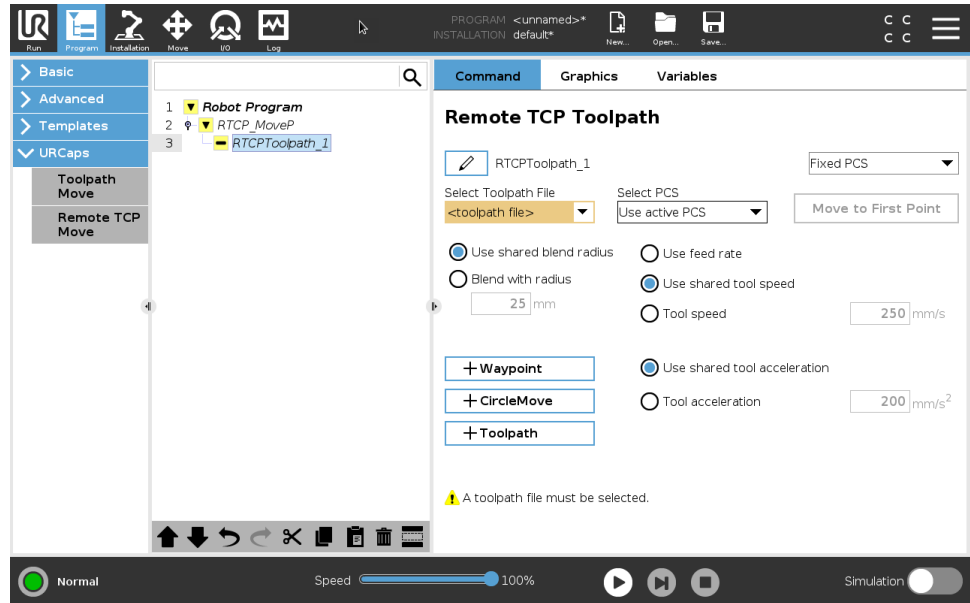 PROGRAM <unnamed>*
INSTALLATION default*
Run
Program
Installation
Move
I/O
Log
New...
Open...
Save...
C C
C C
Basic
Advanced
Templates
URCaps
Toolpath
Move
Remote TCP
Move
1 Robot Program
2 RTCP_MoveP
3 RTCPToolpath_1
Command Graphics Variables
Remote TCP Toolpath
RTCPToolpath_1
Fixed PCS
Select Toolpath File
Select PCS
<toolpath file>
Use active PCS
Move to First Point
Use shared blend radius
Use feed rate
Blend with radius
Use shared tool speed
25 mm
Tool speed
250 mm/s
+ Waypoint
Use shared tool acceleration
+ CircleMove
Tool acceleration
200 mm/s²
+ Toolpath
A toolpath file must be selected.
Normal
Speed
100%
Simulation